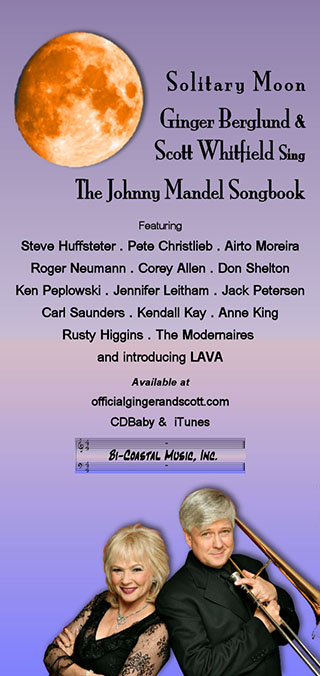 Solitary Moon
Ginger Berglund &
Scott Whitfield Sing
The Johnny Mandel Songbook
Featuring
Steve Huffsteter . Pete Christlieb . Airto Moreira
Roger Neumann . Corey Allen . Don Shelton
Ken Peplowski . Jennifer Leitham . Jack Petersen
Carl Saunders . Kendall Kay . Anne King
Rusty Higgins . The Modernaires
and introducing LAVA
Available at
officialgingerandscott.com
CDBaby & iTunes
Bi-Coastal Music, Inc.